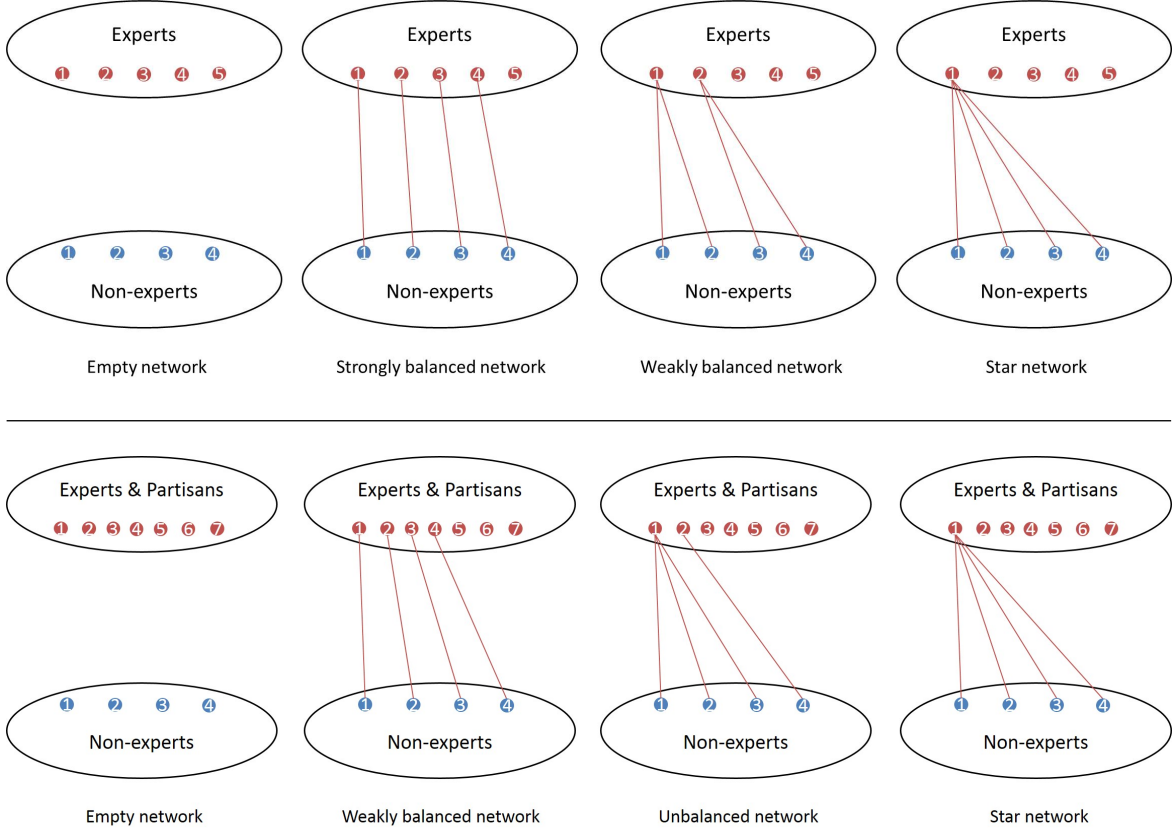 Experts Experts Experts Experts
1 2 3 4 5 1 2 3 4 5 1 2 3 4 5 1 2 3 4 5
1 2 3 4 1 2 3 4 1 2 3 4 1 2 3 4
Non-experts Non-experts Non-experts Non-experts
Empty network Strongly balanced network Weakly balanced network Star network
Experts & Partisans Experts & Partisans Experts & Partisans Experts & Partisans
1 2 3 4 5 6 7 1 2 3 4 5 6 7 1 2 3 4 5 6 7 1 2 3 4 5 6 7
1 2 3 4 1 2 3 4 1 2 3 4 1 2 3 4
Non-experts Non-experts Non-experts Non-experts
Empty network Weakly balanced network Unbalanced network Star network